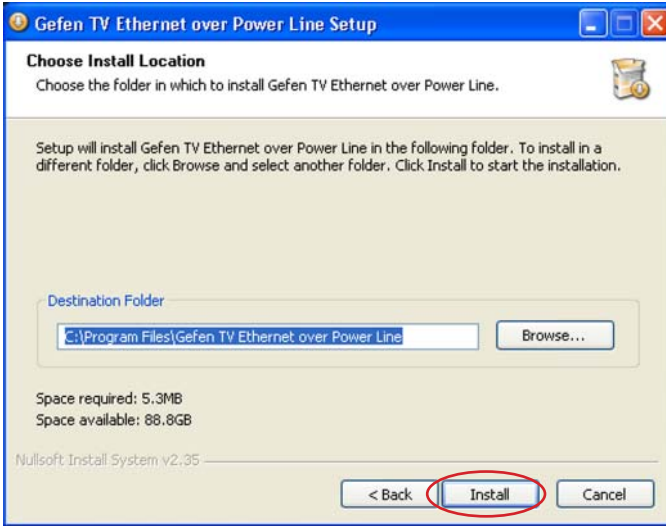 Gefen TV Ethernet over Power Line Setup
Choose Install Location
Choose the folder in which to install Gefen TV Ethernet over Power Line.
Setup will install Gefen TV Ethernet over Power Line in the following folder. To install in a
different folder, click Browse and select another folder. Click Install to start the installation.
Destination Folder
C:\Program Files\Gefen TV Ethernet over Power Line
Browse...
Space required: 5.3MB
Space available: 88.8GB
Nullsoft Install System v2.35
< Back Install Cancel